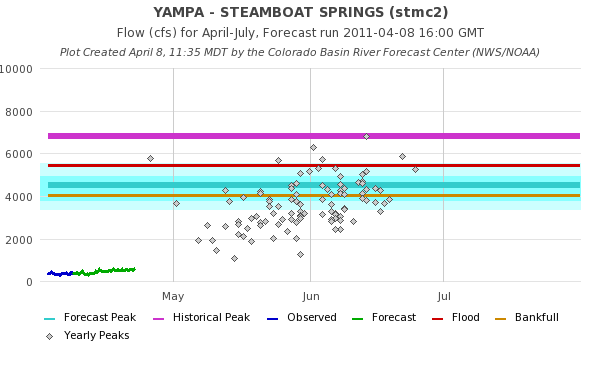 YAMPA - STEAMBOAT SPRINGS (stmc2)
Flow (cfs) for April-July, Forecast run 2011-04-08 16:00 GMT
Plot Created April 8, 11:35 MDT by the Colorado Basin River Forecast Center (NWS/NOAA)
10000
8000
6000
4000
2000
0
May Jun Jul
Forecast Peak Historical Peak Observed Forecast Flood Bankfull
Yearly Peaks